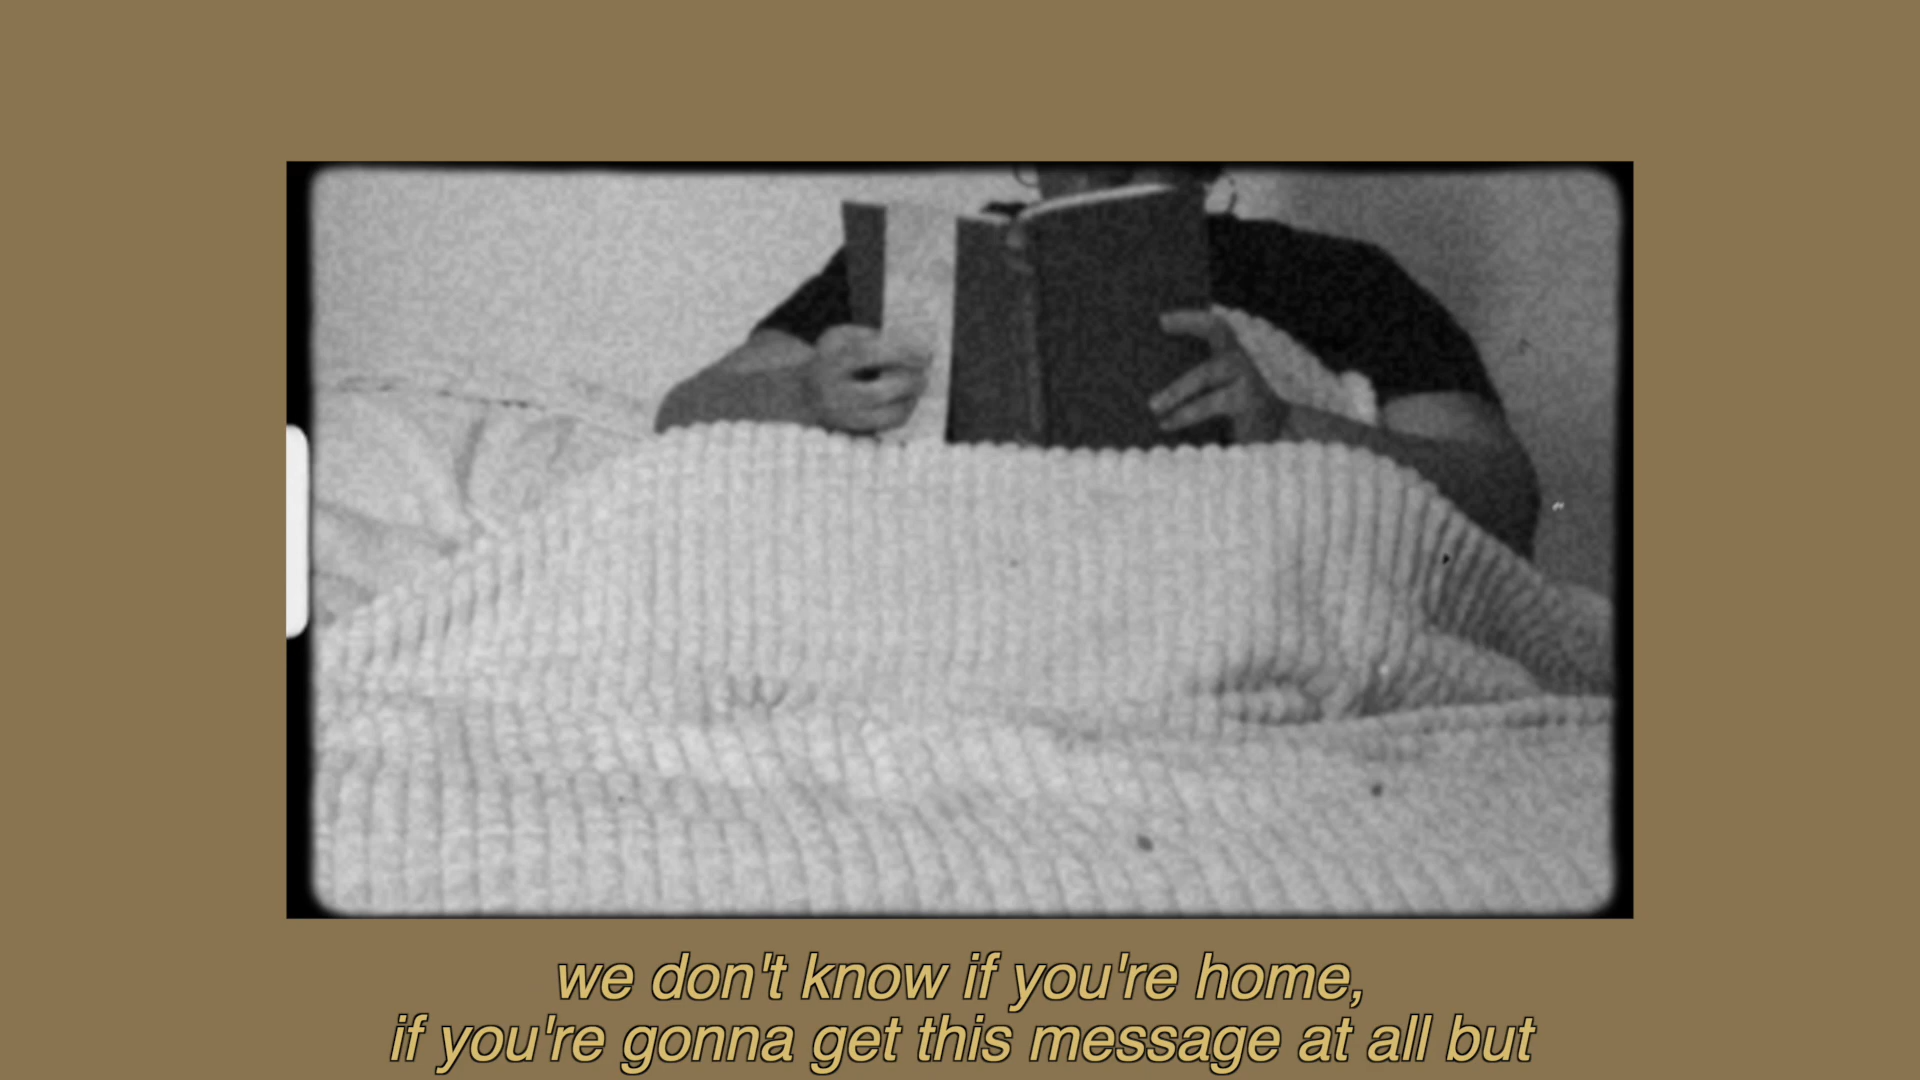 we don't know if you're home,
if you're gonna get this message at all but